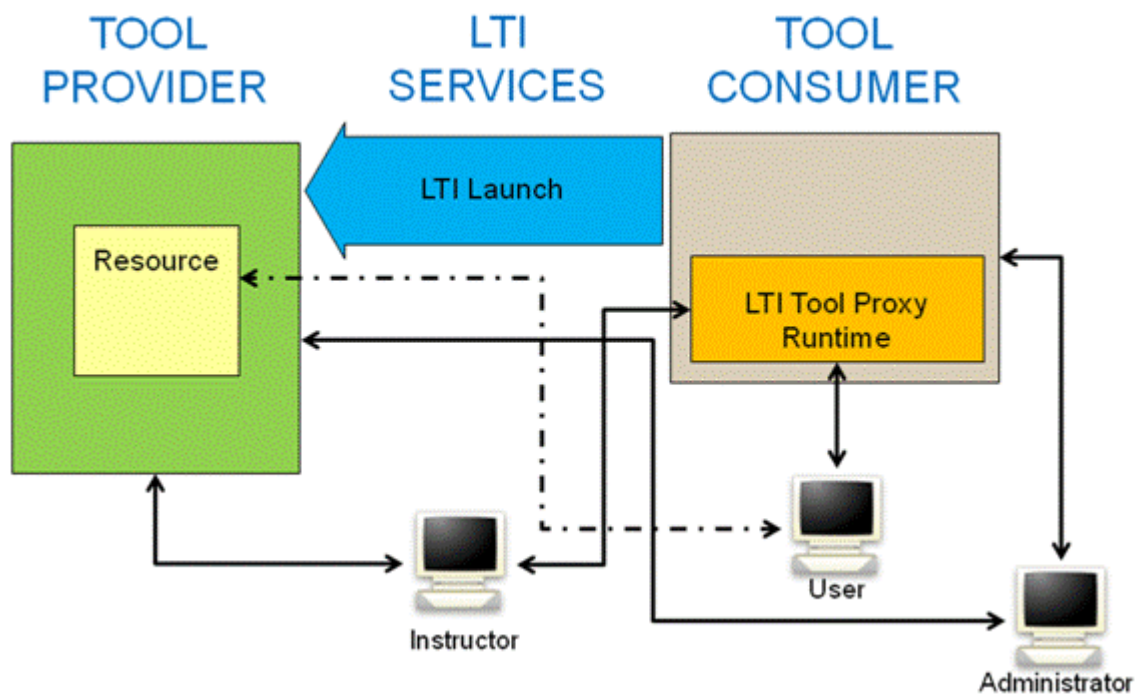 TOOL
PROVIDER
LTI
SERVICES
TOOL
CONSUMER
LTI Launch
Resource
LTI Tool Proxy
Runtime
User
Instructor
Administrator